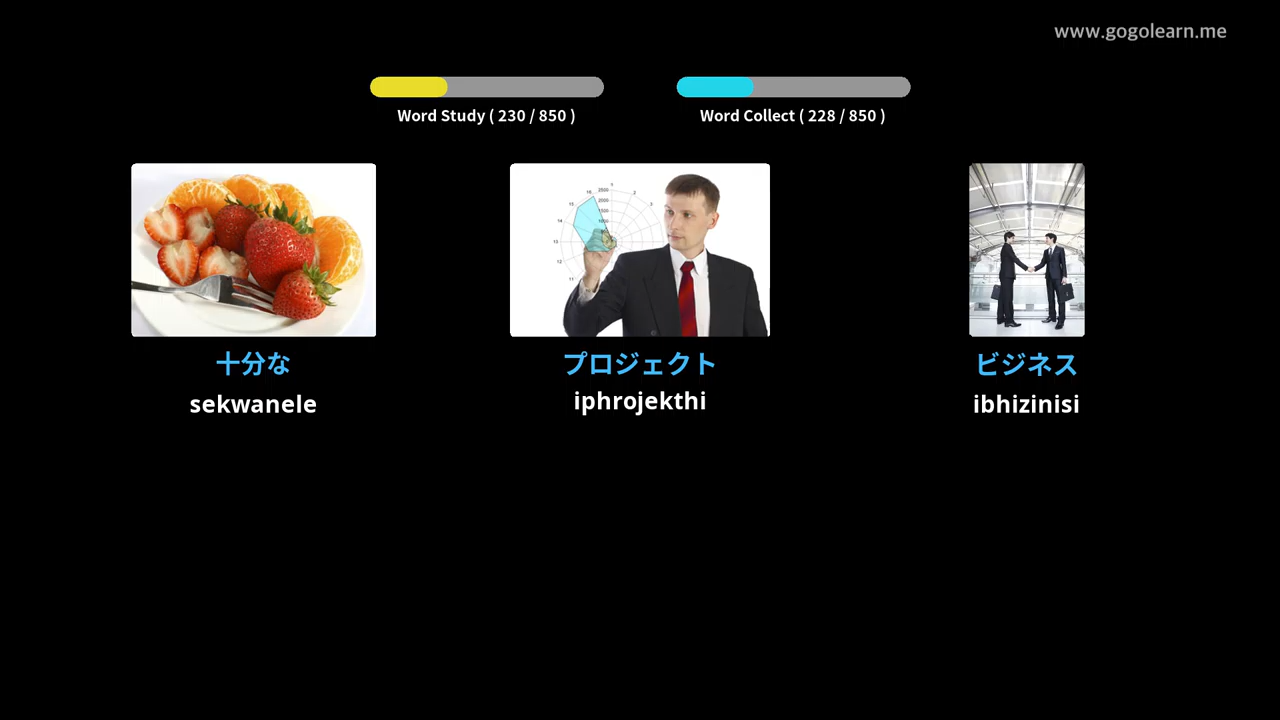 www.gogolearn.me
Word Study ( 230 / 850 )
Word Collect ( 228 / 850 )
十分な
プロジェクト
ビジネス
sekwanele
iphrojekthi
ibhizinisi